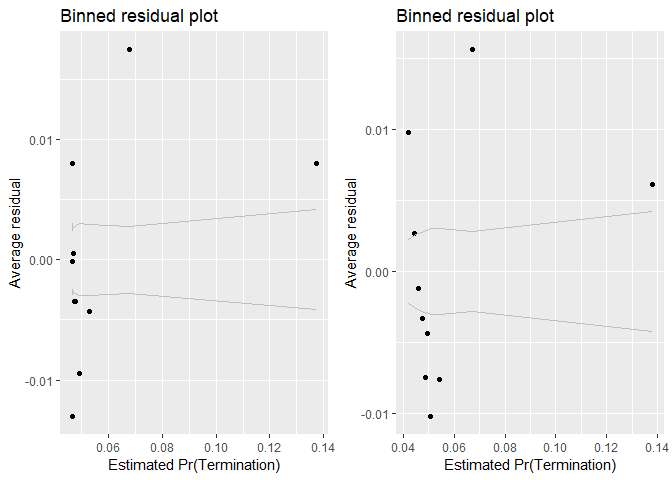 Binned residual plot
Average residual
0.01
0.00
-0.01
0.06
0.08
0.10
0.12
0.14
Estimated Pr(Termination)
Binned residual plot
Average residual
0.01
0.00
-0.01
0.04
0.06
0.08
0.10
0.12
0.14
Estimated Pr(Termination)